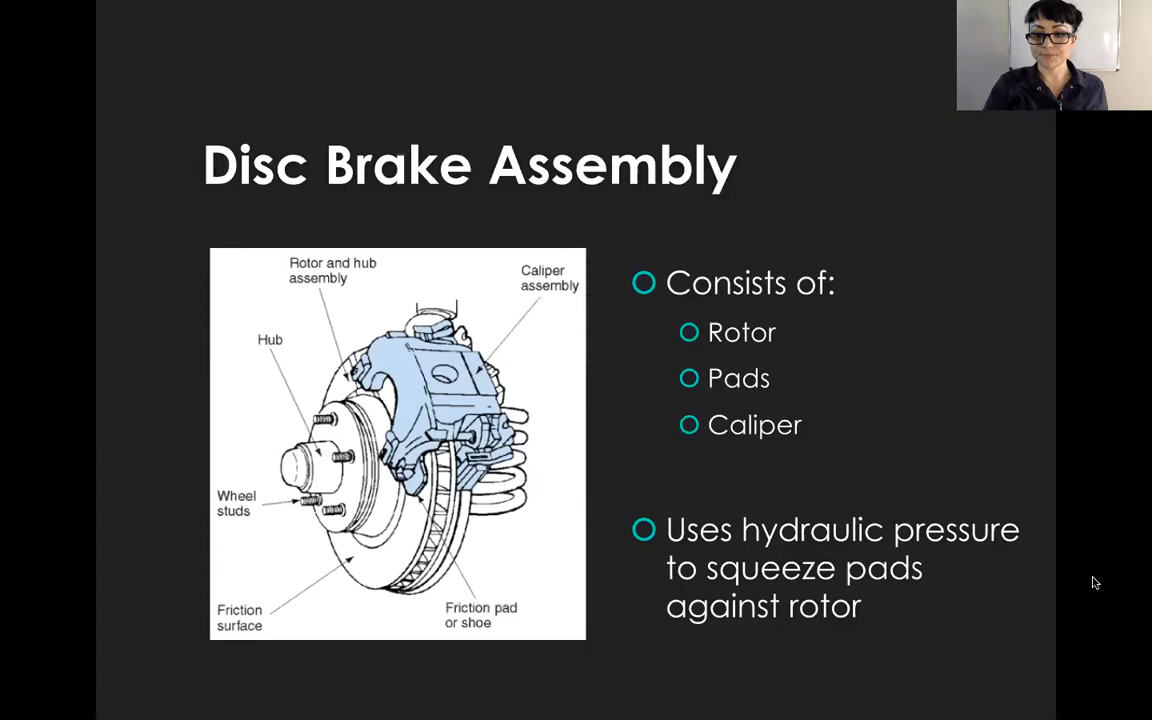 Disc Brake Assembly
Rotor and hub
assembly
Caliper
assembly
Hub
Wheel
studs
Friction
surface
Friction pad
or shoe
Consists of:
Rotor
Pads
Caliper
Uses hydraulic pressure
to squeeze pads
against rotor